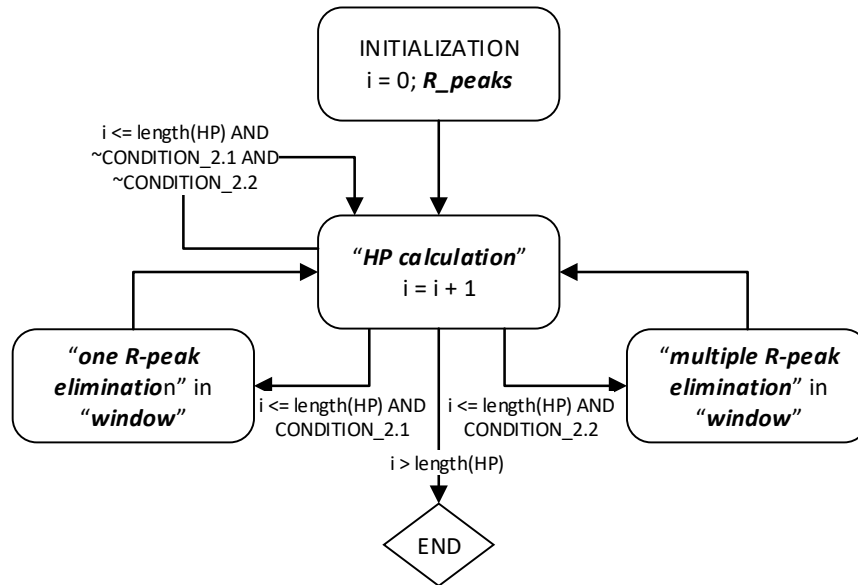 INITIALIZATION
i = 0; R_peaks
i <= length(HP) AND
~CONDITION_2.1 AND
~CONDITION_2.2
“HP calculation”
i = i + 1
“one R-peak
elimination” in
“window”
“multiple R-peak
elimination” in
“window”
i <= length(HP) AND
CONDITION_2.1
i <= length(HP) AND
CONDITION_2.2
i > length(HP)
END